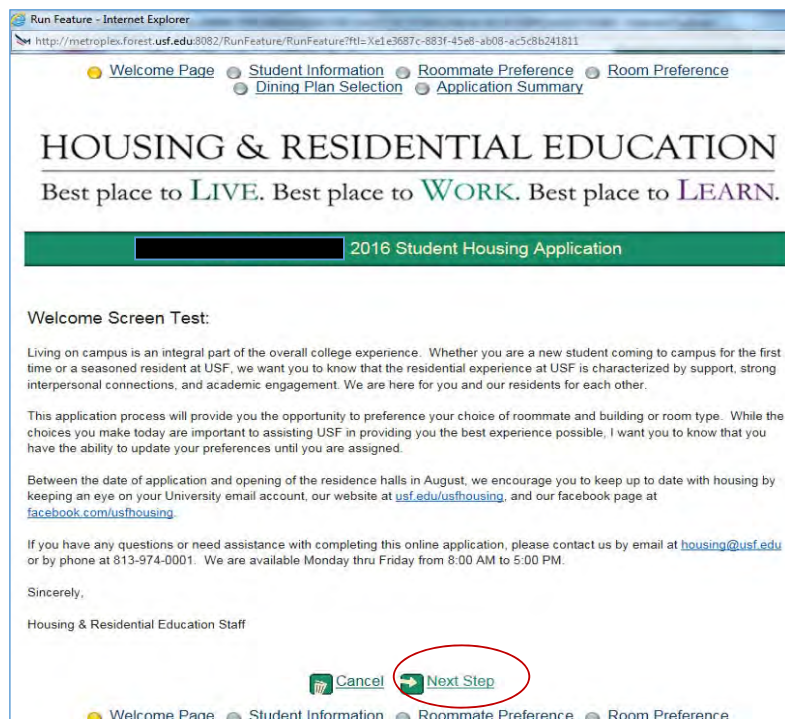 Run Feature - Internet Explorer
http://metroplex.forest.usf.edu:8082/RunFeature/RunFeature?ftl=Xe1e3687c-883f-45e8-ab08-ac5c8b241811
Welcome Page Student Information Roommate Preference Room Preference
Dining Plan Selection Application Summary
HOUSING & RESIDENTIAL EDUCATION
Best place to LIVE. Best place to WORK. Best place to LEARN.
2016 Student Housing Application
Welcome Screen Test:
Living on campus is an integral part of the overall college experience. Whether you are a new student coming to campus for the first
time or a seasoned resident at USF, we want you to know that the residential experience at USF is characterized by support, strong
interpersonal connections, and academic engagement. We are here for you and our residents for each other.
This application process will provide you the opportunity to preference your choice of roommate and building or room type. While the
choices you make today are important to assisting USF in providing you the best experience possible, I want you to know that you
have the ability to update your preferences until you are assigned.
Between the date of application and opening of the residence halls in August, we encourage you to keep up to date with housing by
keeping an eye on your University email account, our website at usf.edu/usfhousing, and our facebook page at
facebook.com/usfhousing.
If you have any questions or need assistance with completing this online application, please contact us by email at housing@usf.edu
or by phone at 813-974-0001. We are available Monday thru Friday from 8:00 AM to 5:00 PM.
Sincerely,
Housing & Residential Education Staff
Cancel Next Step
Welcome Page Student Information Roommate Preference Room Preference